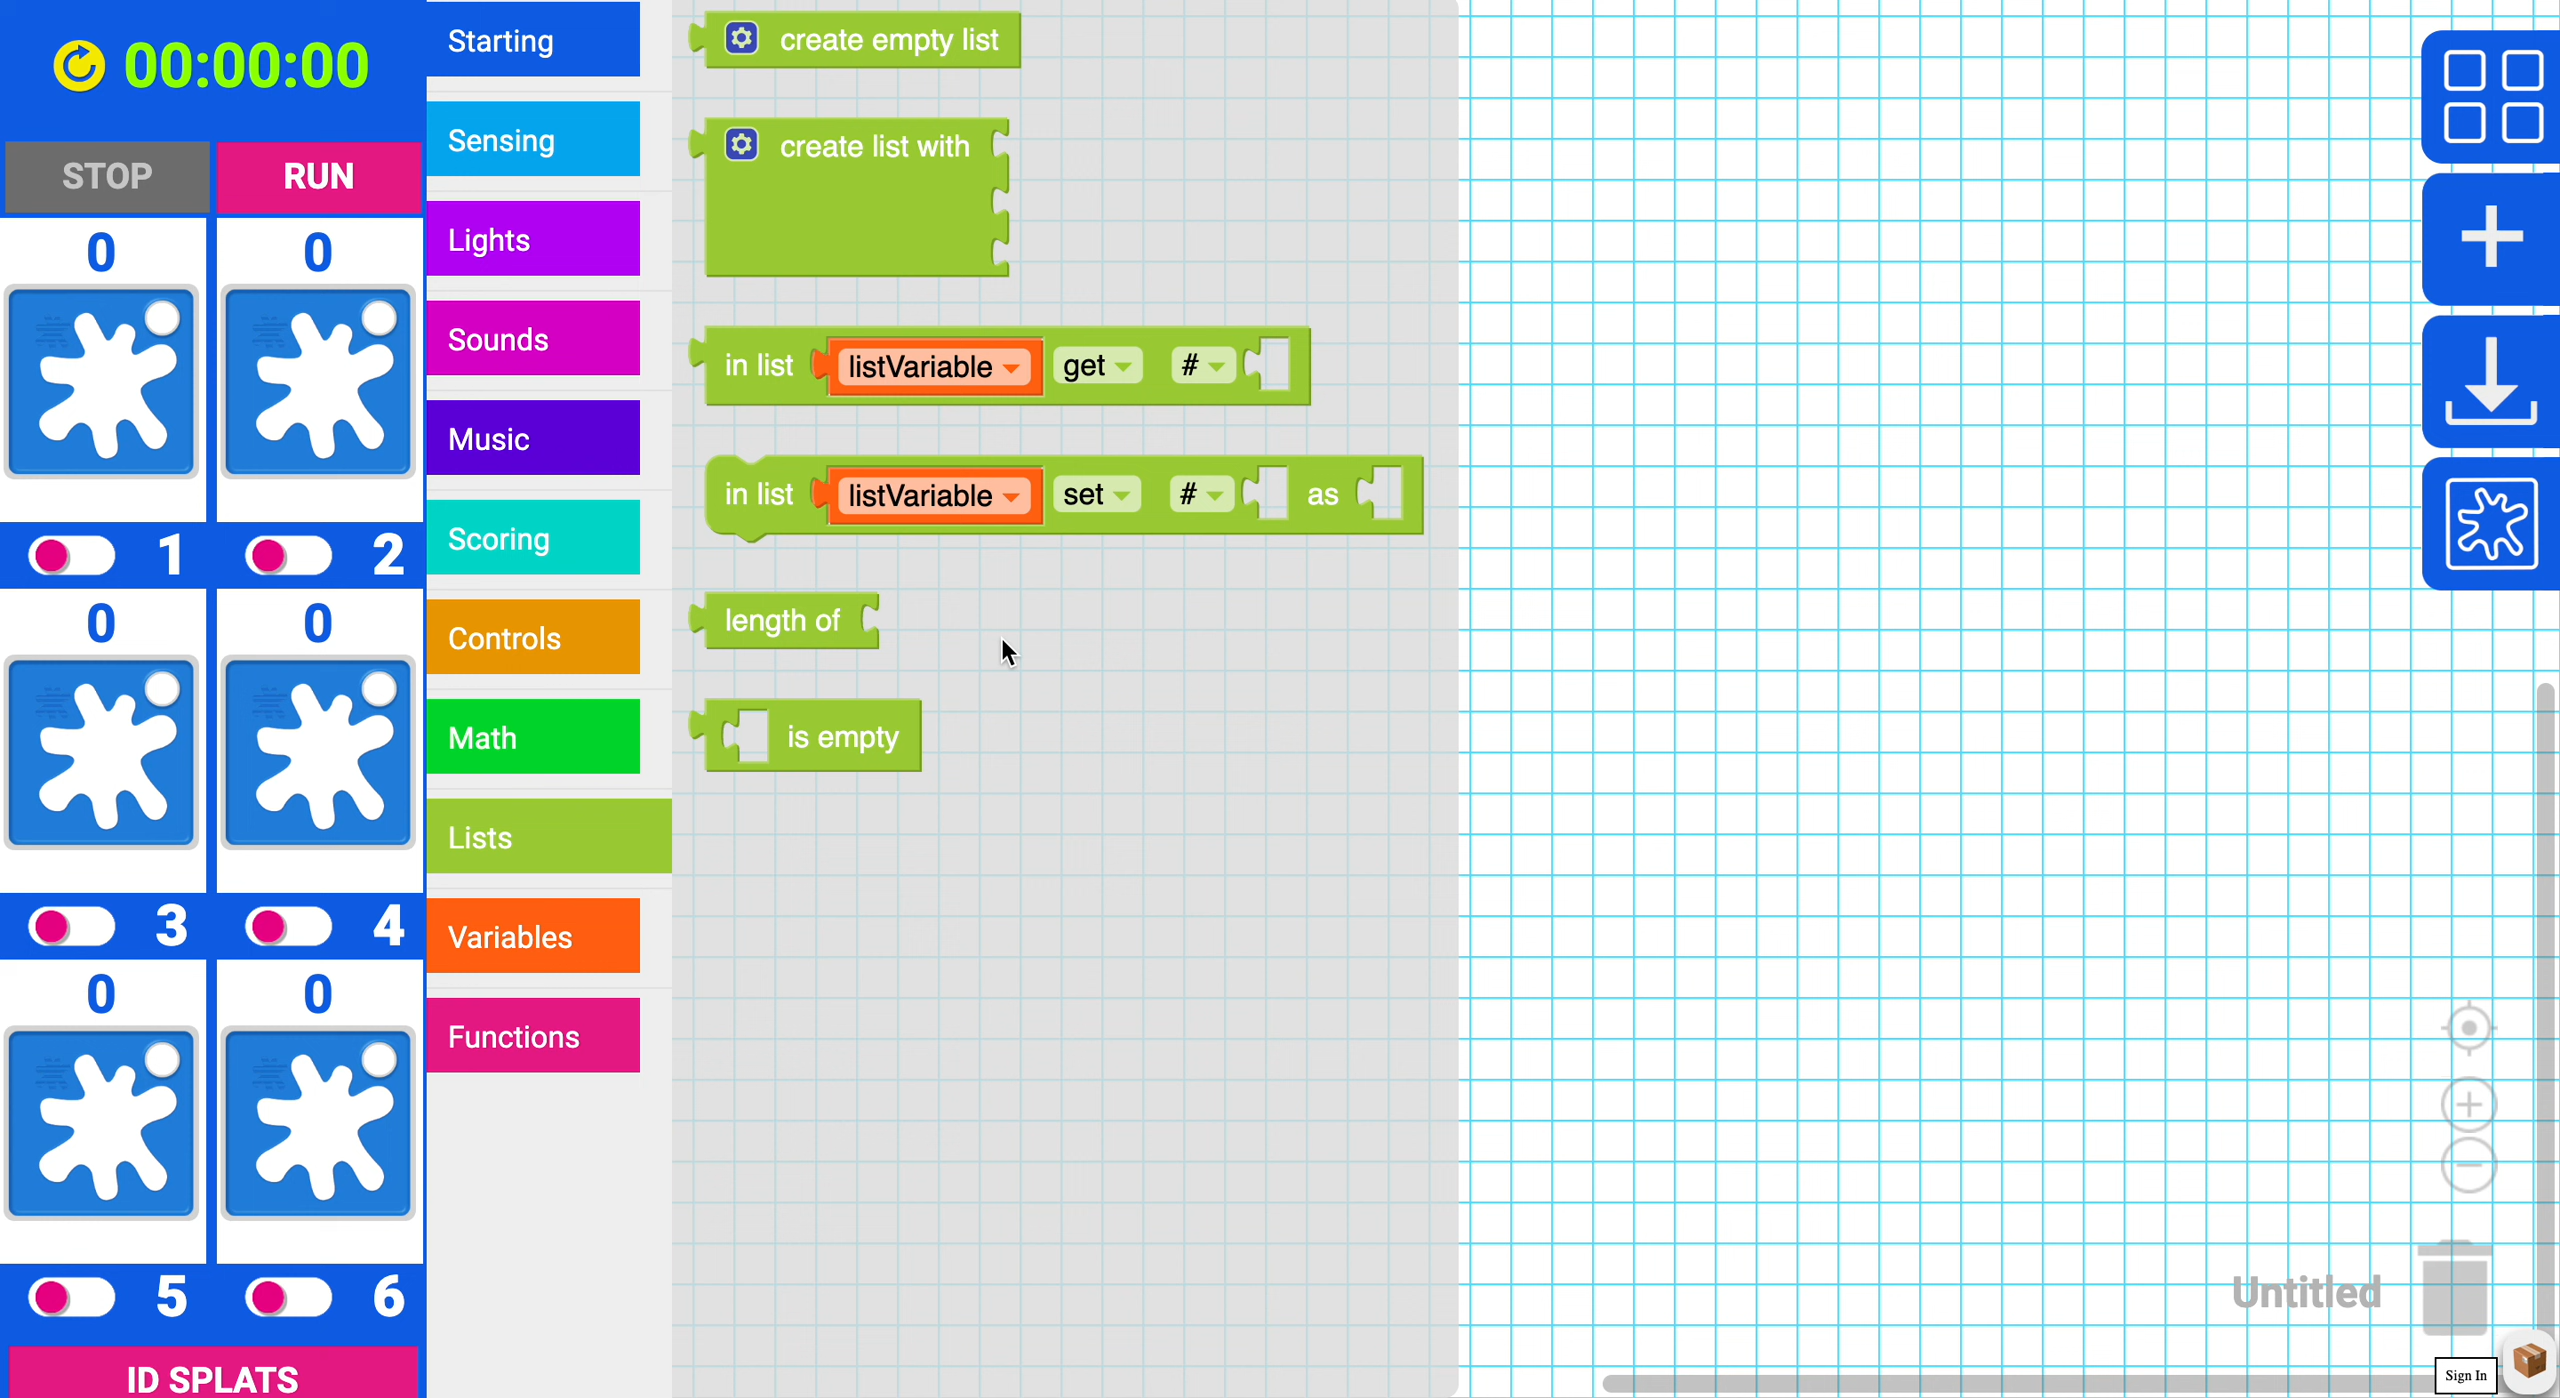 00:00:00
STOP RUN
0 0
1 2
0 0
3 4
0 0
5 6
ID SPLATS
Starting
Sensing
Lights
Sounds
Music
Scoring
Controls
Math
Lists
Variables
Functions
create empty list
create list with
in list listVariable get #
in list listVariable set # as
length of
is empty
Untitled
Sign In